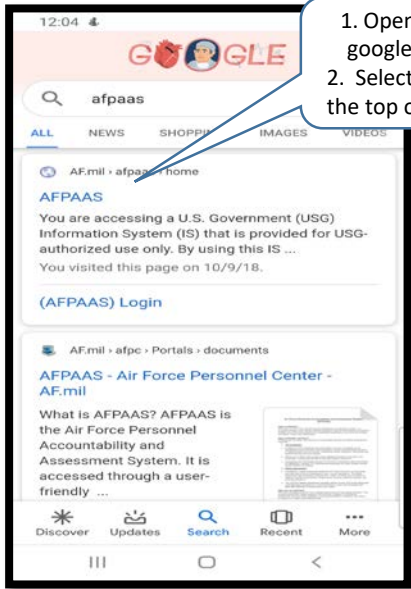 12:04
1. Open
google
2. Select
the top
GOOGLE
afpaas
ALL NEWS SHOPPIN IMAGES VIDEOS
AF.mil › afpaas › home
AFPAAS
You are accessing a U.S. Government (USG)
Information System (IS) that is provided for USG-
authorized use only. By using this IS ...
You visited this page on 10/9/18.
(AFPAAS) Login
AF.mil › afpc › Portals › documents
AFPAAS - Air Force Personnel Center -
AF.mil
What is AFPAAS? AFPAAS is
the Air Force Personnel
Accountability and
Assessment System. It is
accessed through a user-
friendly ...
Discover Updates Search Recent More